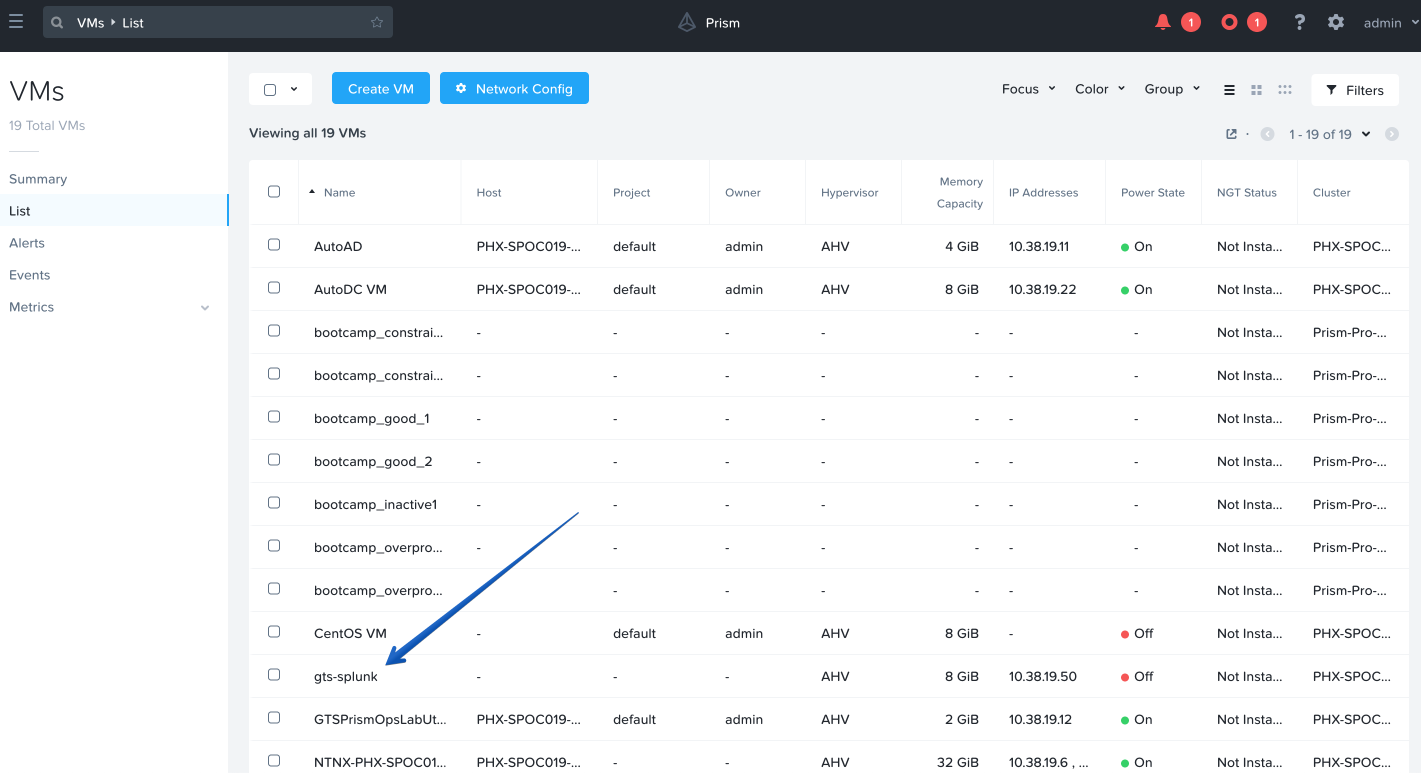 VMs ▸ List
Prism
1
1
?
admin
VMs
19 Total VMs
Summary
List
Alerts
Events
Metrics
Create VM
Network Config
Focus
Color
Group
Filters
Viewing all 19 VMs
1 - 19 of 19
Name Host Project Owner Hypervisor Memory Capacity IP Addresses Power State NGT Status Cluster
AutoAD PHX-SPOC019-... default admin AHV 4 GiB 10.38.19.11 On Not Insta... PHX-SPOC...
AutoDC VM PHX-SPOC019-... default admin AHV 8 GiB 10.38.19.22 On Not Insta... PHX-SPOC...
bootcamp_constrai... - - - - - - - Not Insta... Prism-Pro-...
bootcamp_constrai... - - - - - - - Not Insta... Prism-Pro-...
bootcamp_good_1 - - - - - - - Not Insta... Prism-Pro-...
bootcamp_good_2 - - - - - - - Not Insta... Prism-Pro-...
bootcamp_inactive1 - - - - - - - Not Insta... Prism-Pro-...
bootcamp_overpro... - - - - - - - Not Insta... Prism-Pro-...
bootcamp_overpro... - - - - - - - Not Insta... Prism-Pro-...
CentOS VM - default admin AHV 8 GiB - Off Not Insta... PHX-SPOC...
gts-splunk - - - AHV 8 GiB 10.38.19.50 Off Not Insta... PHX-SPOC...
GTSPrismOpsLabUt... PHX-SPOC019-... default admin AHV 2 GiB 10.38.19.12 On Not Insta... PHX-SPOC...
NTNX-PHX-SPOC01... PHX-SPOC019-... - - AHV 32 GiB 10.38.19.6 , ... On Not Insta... PHX-SPOC...